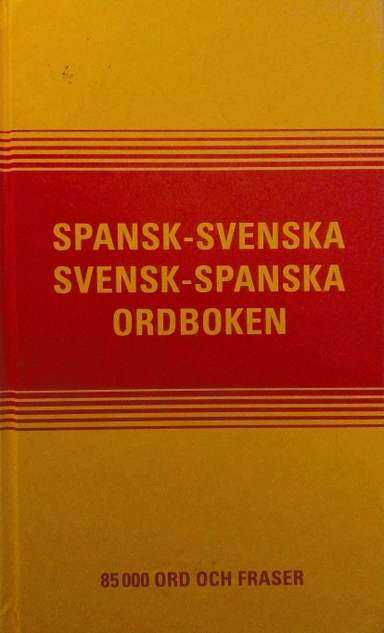 SPANSK-SVENSKA
SVENSK-SPANSKA
ORDBOKEN
85 000 ORD OCH FRASER